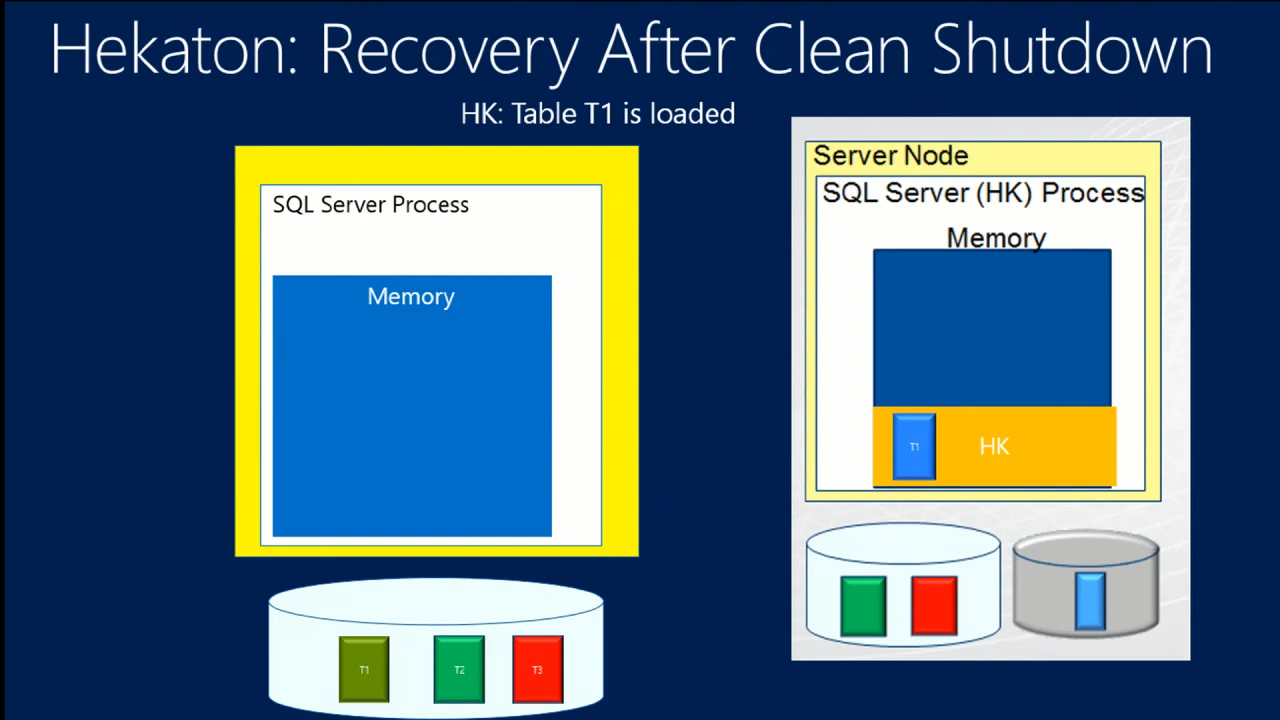 Hekaton: Recovery After Clean Shutdown
HK: Table T1 is loaded
SQL Server Process
Memory
T1
T2
T3
Server Node
SQL Server (HK) Process
Memory
T1
HK